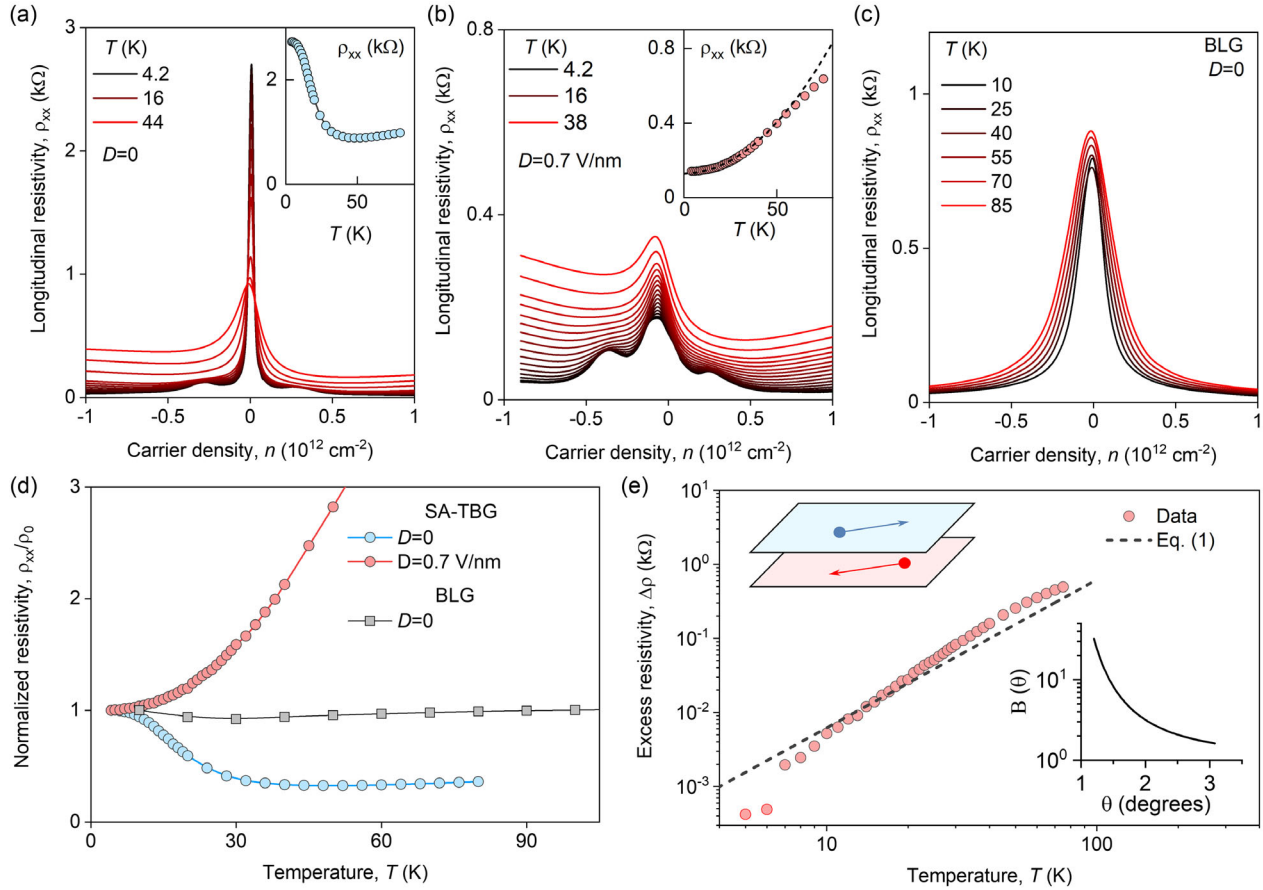 (a)
3
2
1
0
Longitudinal resistivity, ρxx (kΩ)
T (K)
4.2
16
44
D=0
ρxx (kΩ)
2
0
0
50
T (K)
-1
-0.5
0
0.5
1
Carrier density, n (10¹² cm⁻²)
(b)
0.8
0.4
0
Longitudinal resistivity, ρxx (kΩ)
T (K)
4.2
16
38
D=0.7 V/nm
ρxx (kΩ)
0.8
0.4
0
0
50
T (K)
-1
-0.5
0
0.5
1
Carrier density, n (10¹² cm⁻²)
(c)
1
0.5
0
Longitudinal resistivity, ρxx (kΩ)
T (K)
10
25
40
55
70
85
BLG
D=0
-1
-0.5
0
0.5
1
Carrier density, n (10¹² cm⁻²)
(d)
3
2
1
0
Normalized resistivity, ρxx/ρ0
SA-TBG
D=0
D=0.7 V/nm
BLG
D=0
0
30
60
90
Temperature, T (K)
(e)
10¹
10⁰
10⁻¹
10⁻²
10⁻³
Excess resistivity, Δρ (kΩ)
Data
Eq. (1)
B (θ)
10¹
10⁰
1
2
3
θ (degrees)
10
100
Temperature, T (K)